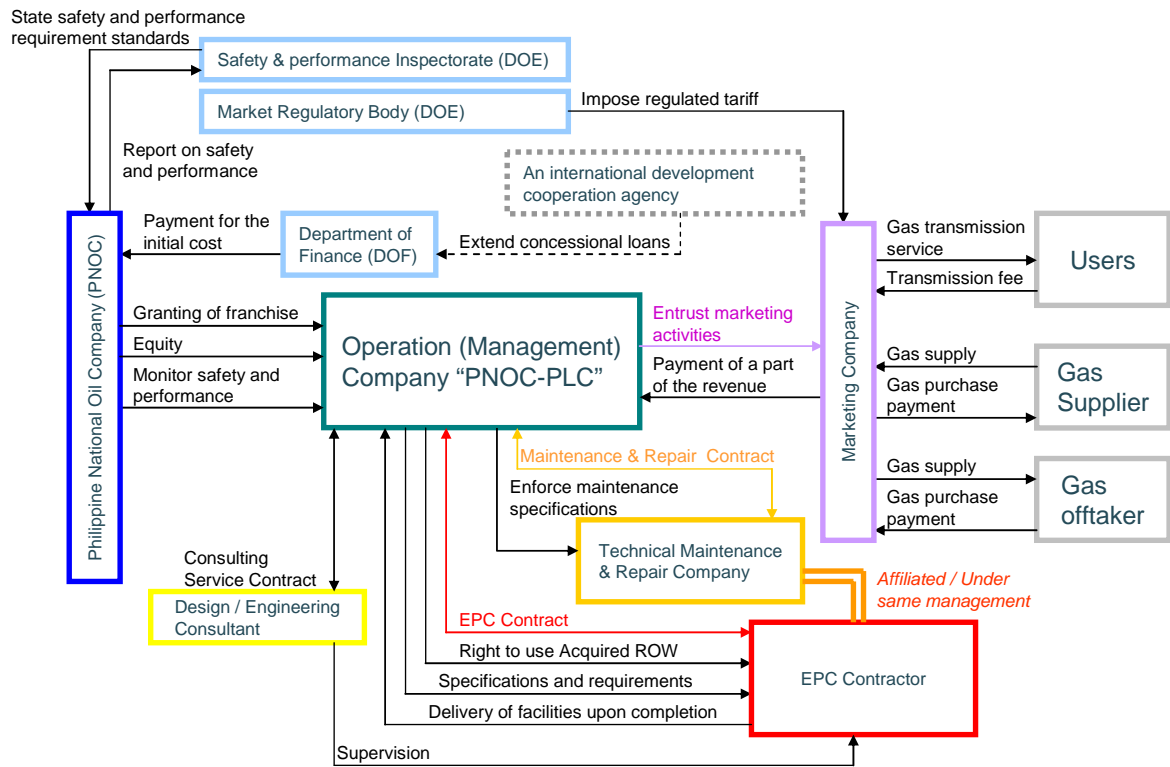 State safety and performance
requirement standards
Safety & performance Inspectorate (DOE)
Market Regulatory Body (DOE)
Impose regulated tariff
Report on safety
and performance
An international development
cooperation agency
Payment for the
initial cost
Department of
Finance (DOF)
Extend concessional loans
Philippine National Oil Company (PNOC)
Granting of franchise
Equity
Monitor safety and
performance
Operation (Management)
Company “PNOC-PLC”
Entrust marketing
activities
Payment of a part
of the revenue
Marketing Company
Gas transmission
service
Transmission fee
Users
Gas supply
Gas purchase
payment
Gas
Supplier
Gas supply
Gas purchase
payment
Gas
offtaker
Maintenance & Repair Contract
Enforce maintenance
specifications
Technical Maintenance
& Repair Company
Affiliated / Under
same management
Consulting
Service Contract
Design / Engineering
Consultant
EPC Contract
Right to use Acquired ROW
Specifications and requirements
Delivery of facilities upon completion
EPC Contractor
Supervision